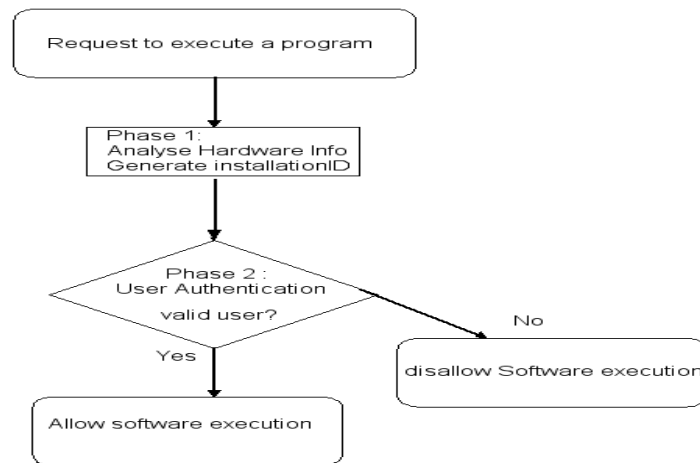 Request to execute a program
Phase 1:
Analyse Hardware Info
Generate installationID
Phase 2 :
User Authentication
valid user?
No
Yes
disallow Software execution
Allow software execution